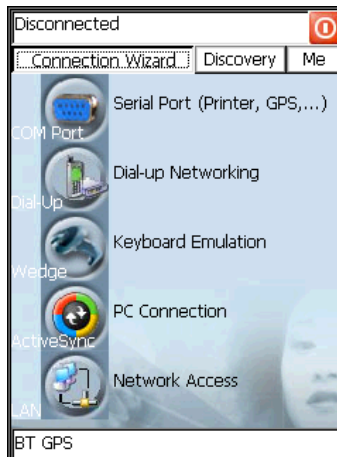 Disconnected
Connection Wizard Discovery Me
Serial Port (Printer, GPS,...)
COM Port
Dial-up Networking
Dial-Up
Keyboard Emulation
Wedge
PC Connection
ActiveSync
Network Access
LAN
BT GPS